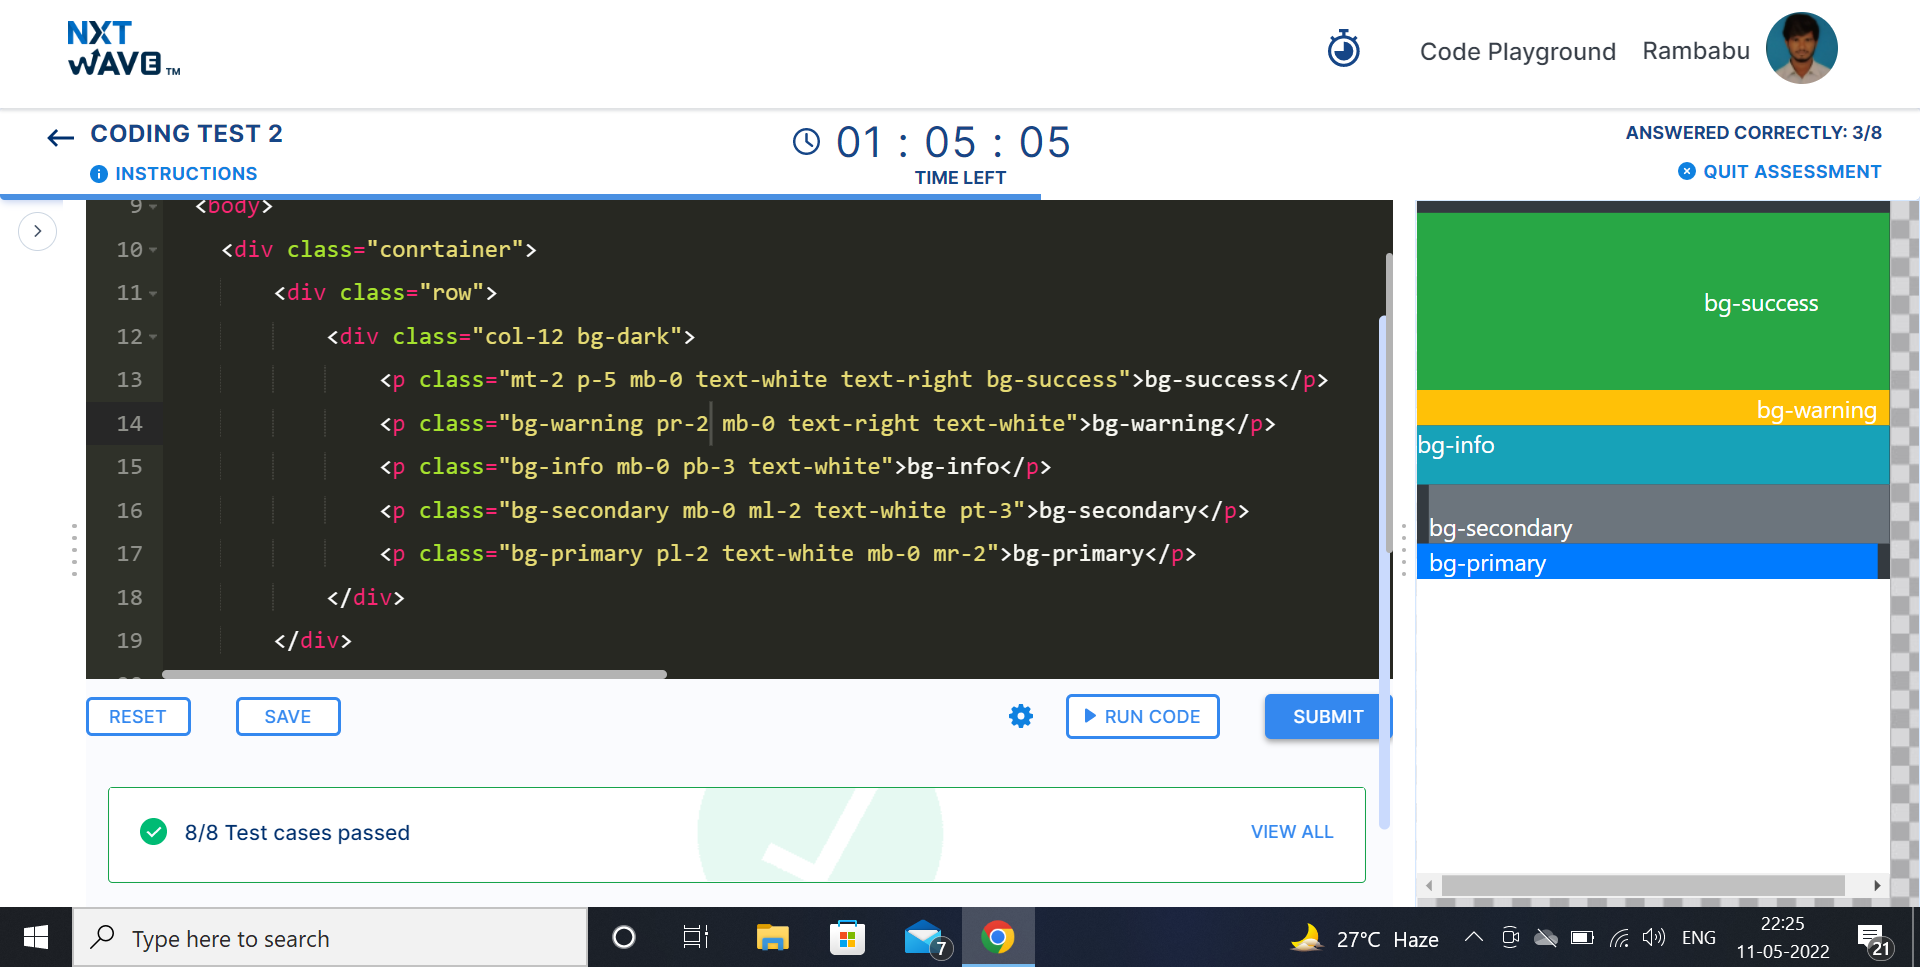 NXT
WAVE TM
Code Playground
Rambabu
CODING TEST 2
INSTRUCTIONS
01 : 05 : 05
TIME LEFT
ANSWERED CORRECTLY: 3/8
QUIT ASSESSMENT
9 <body>
10 <div class="conrtainer">
11 <div class="row">
12 <div class="col-12 bg-dark">
13 <p class="mt-2 p-5 mb-0 text-white text-right bg-success">bg-success</p>
14 <p class="bg-warning pr-2 mb-0 text-right text-white">bg-warning</p>
15 <p class="bg-info mb-0 pb-3 text-white">bg-info</p>
16 <p class="bg-secondary mb-0 ml-2 text-white pt-3">bg-secondary</p>
17 <p class="bg-primary pl-2 text-white mb-0 mr-2">bg-primary</p>
18 </div>
19 </div>
bg-success
bg-warning
bg-info
bg-secondary
bg-primary
RESET
SAVE
RUN CODE
SUBMIT
8/8 Test cases passed
VIEW ALL
Type here to search
7
27°C Haze
ENG
22:25
11-05-2022
21